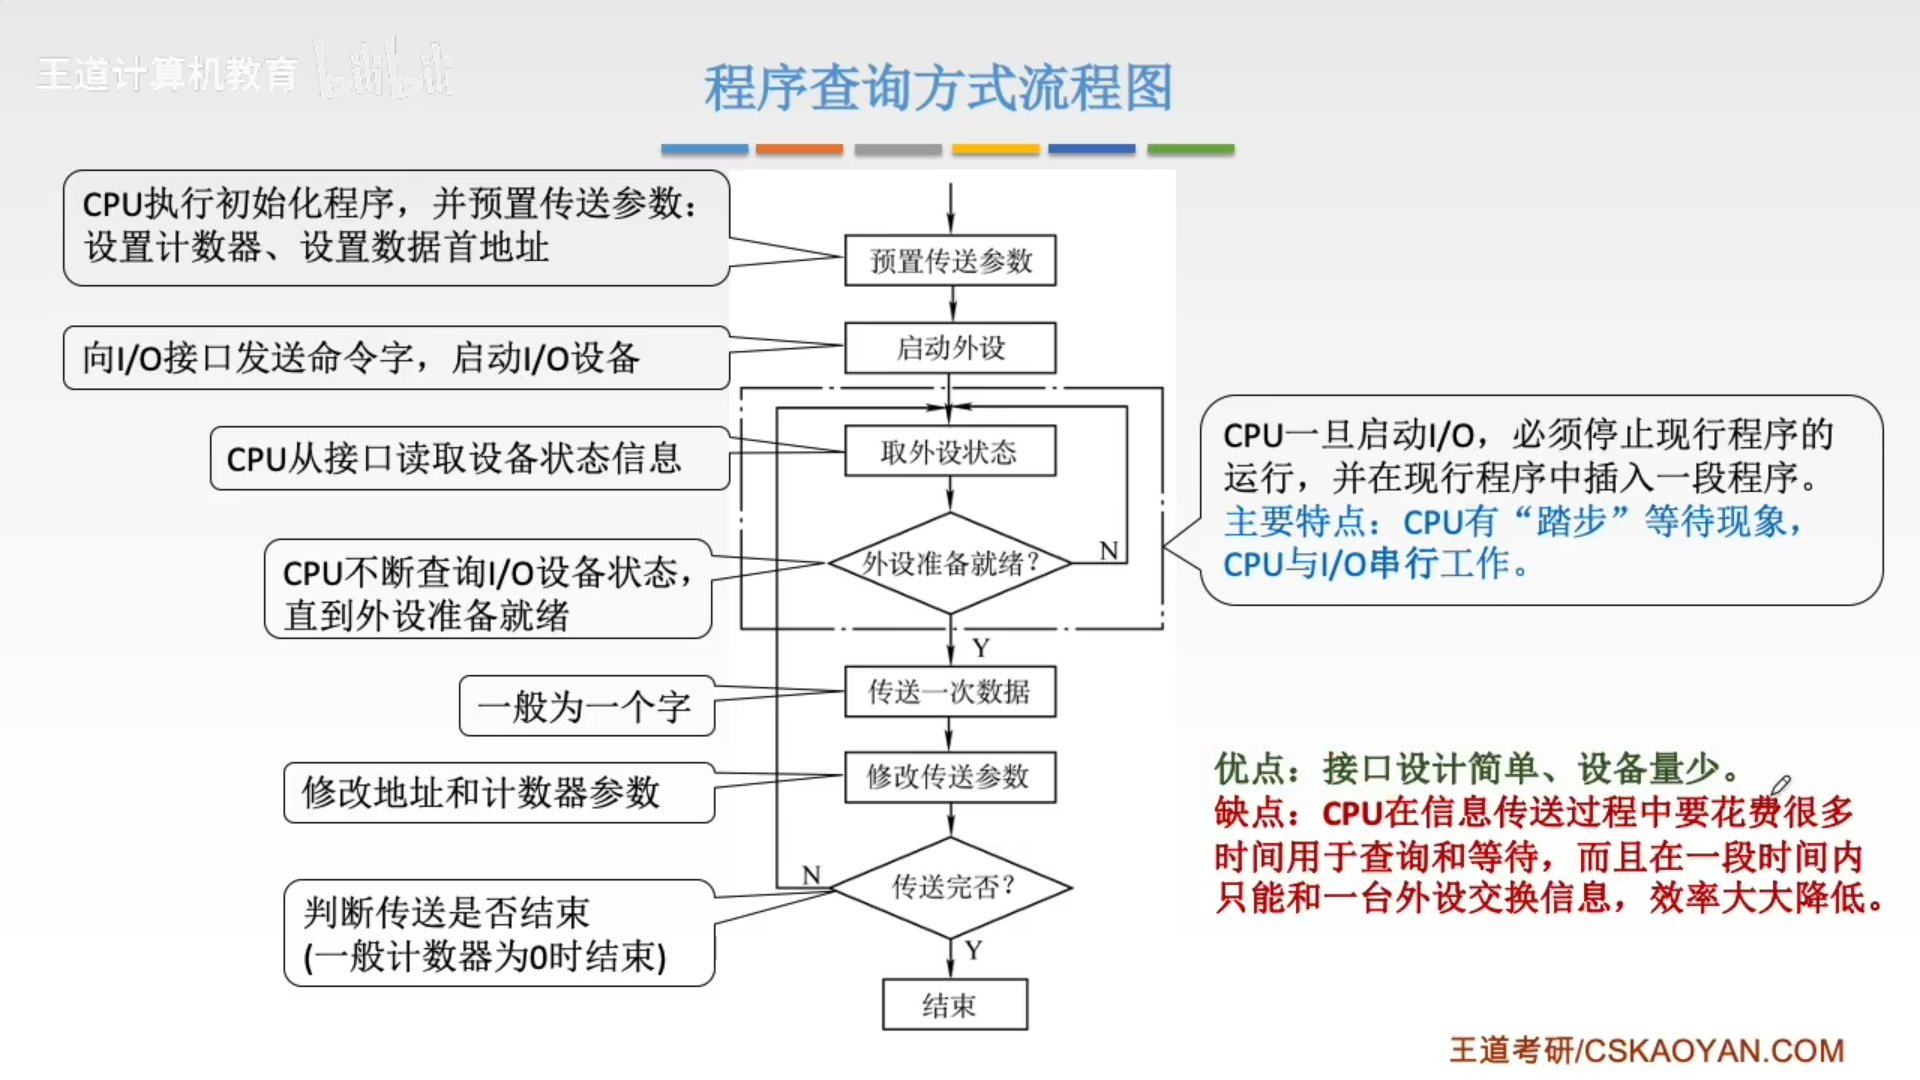 王道计算机教育 bilibili
程序查询方式流程图
CPU执行初始化程序，并预置传送参数：
设置计数器、设置数据首地址
预置传送参数
向I/O接口发送命令字，启动I/O设备
启动外设
CPU从接口读取设备状态信息
取外设状态
CPU一旦启动I/O，必须停止现行程序的
运行，并在现行程序中插入一段程序。
主要特点：CPU有“踏步”等待现象，
CPU与I/O串行工作。
CPU不断查询I/O设备状态，
直到外设准备就绪
外设准备就绪？
N
Y
一般为一个字
传送一次数据
修改地址和计数器参数
修改传送参数
优点：接口设计简单、设备量少。
缺点：CPU在信息传送过程中要花费很多
时间用于查询和等待，而且在一段时间内
只能和一台外设交换信息，效率大大降低。
判断传送是否结束
(一般计数器为0时结束)
N
传送完否？
Y
结束
王道考研/CSKAOYAN.COM